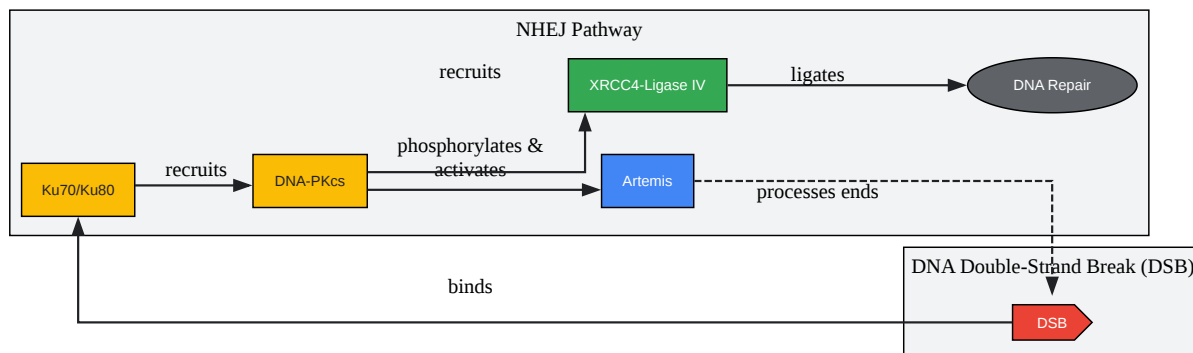 NHEJ Pathway
recruits
XRCC4-Ligase IV
ligates
DNA Repair
phosphorylates &
activates
Ku70/Ku80
recruits
DNA-PKcs
Artemis
processes ends
DNA Double-Strand Break (DSB)
binds
DSB